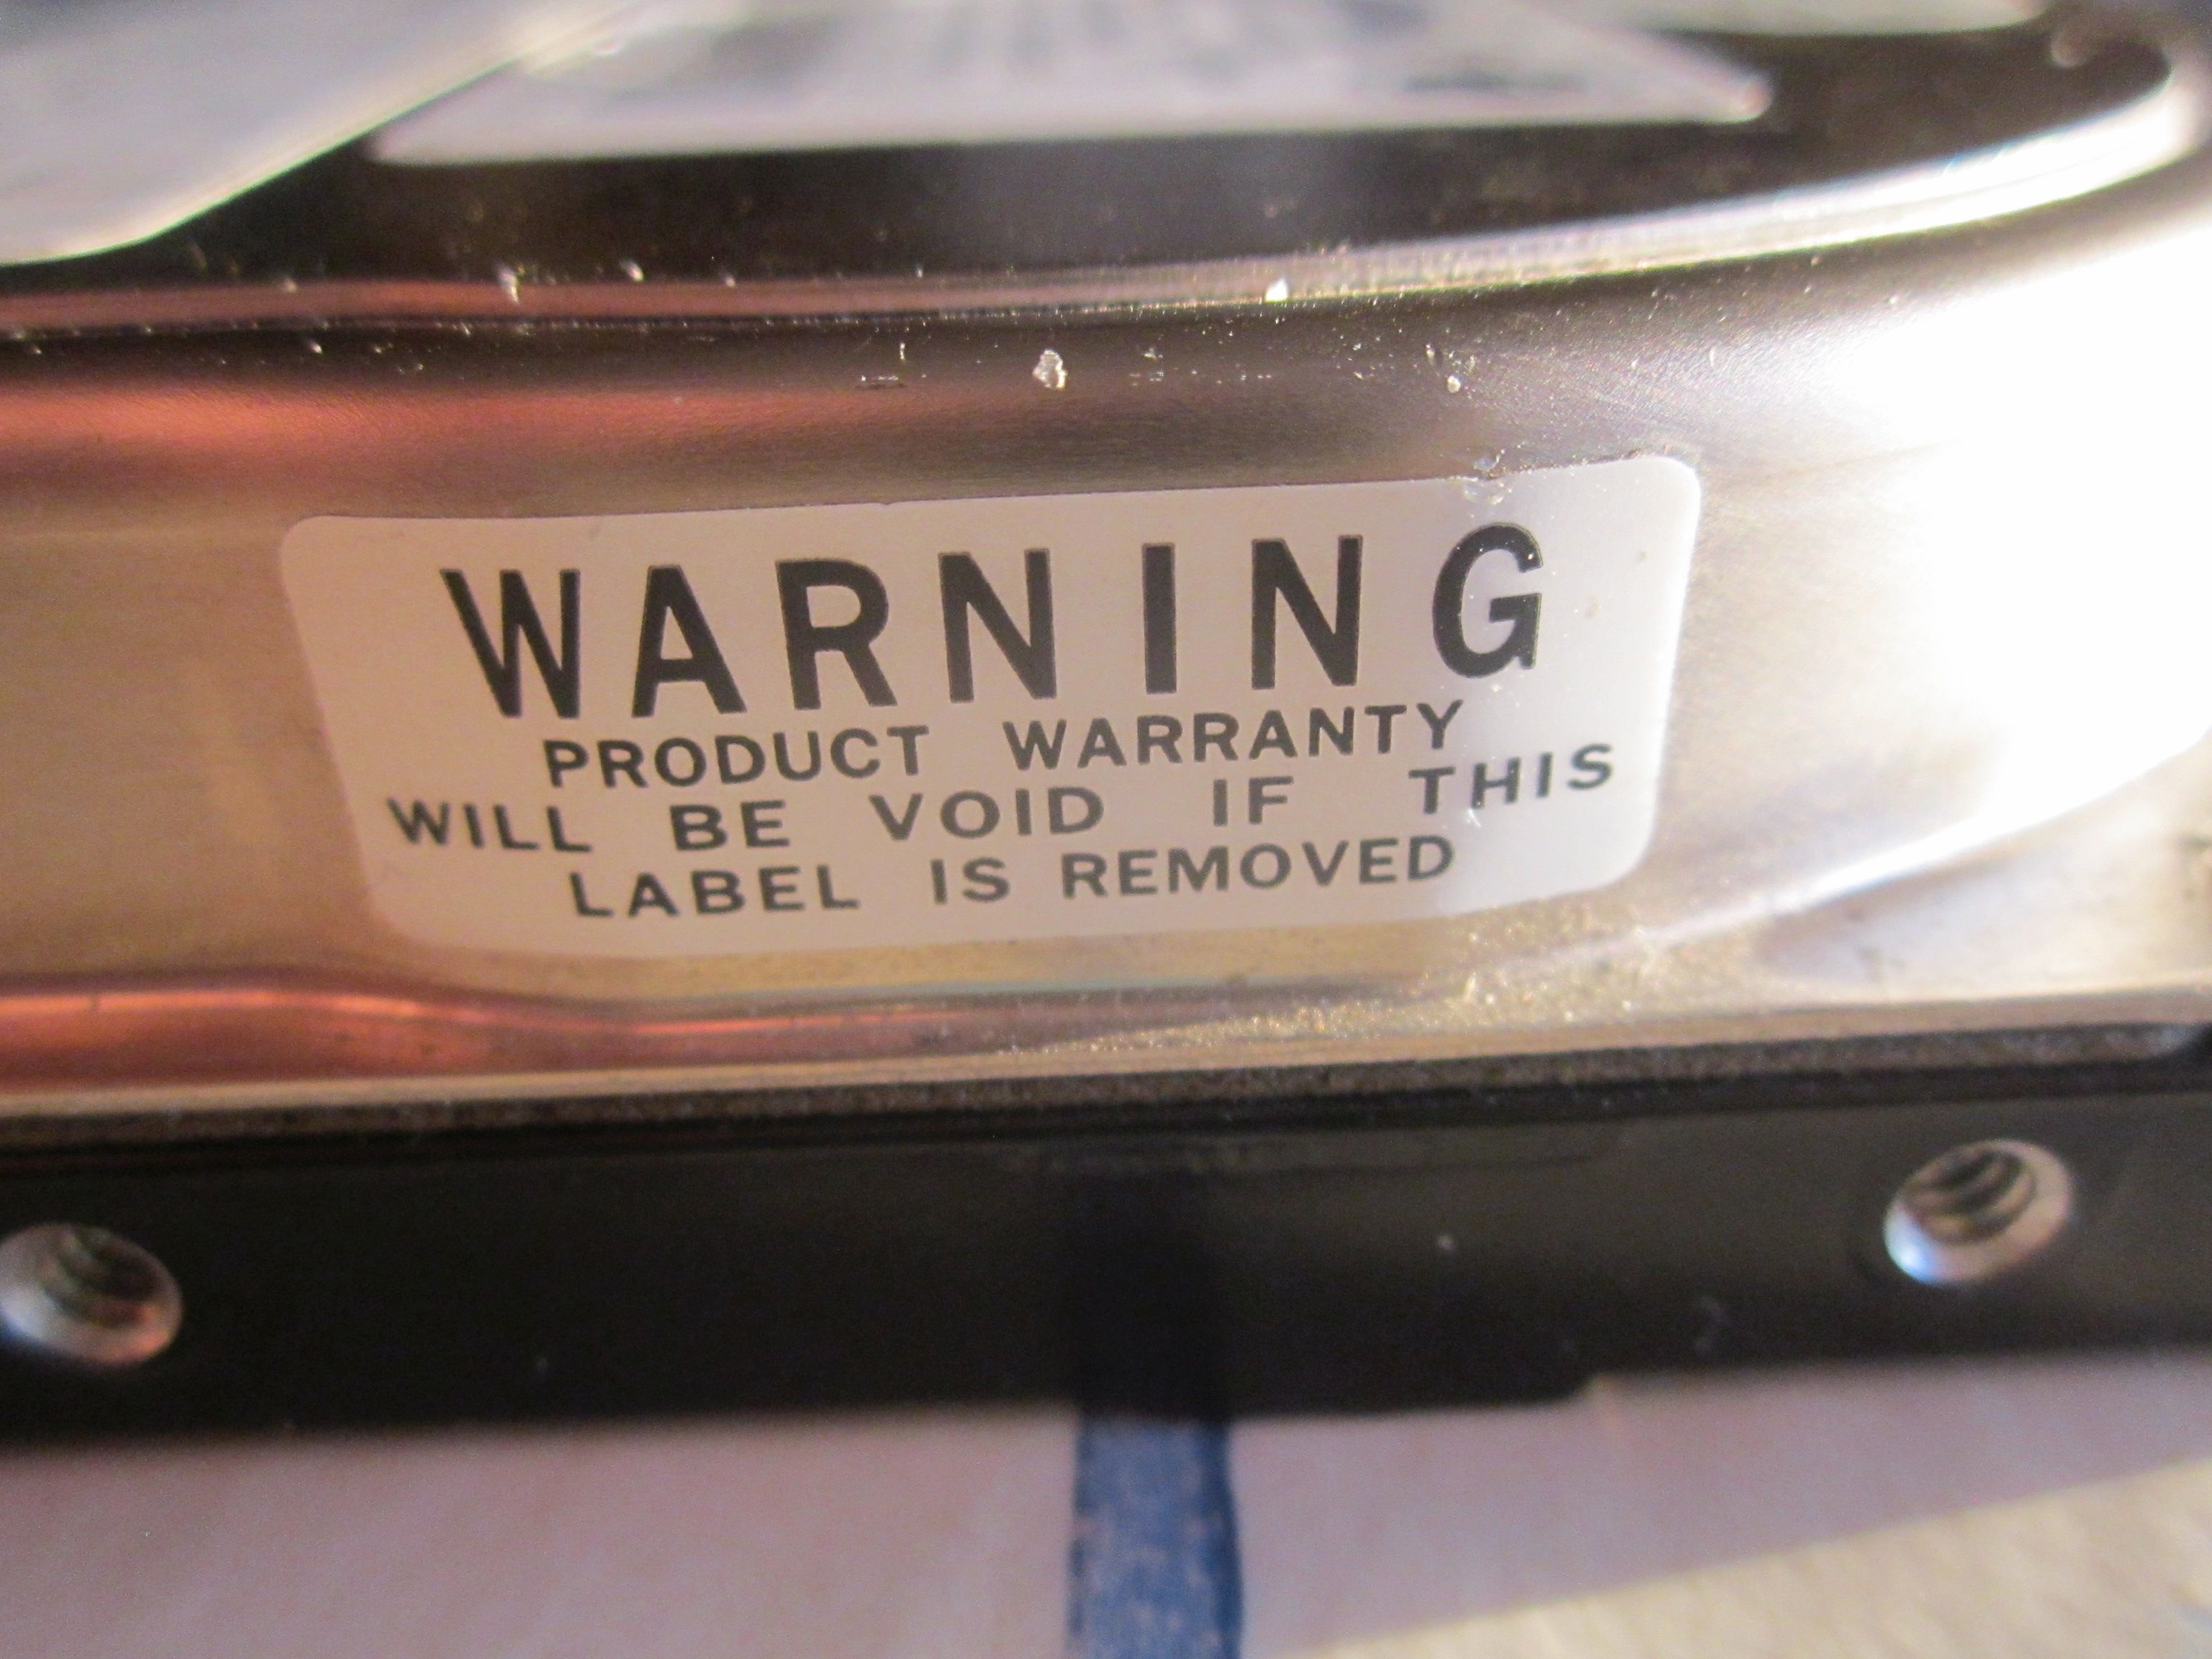 WARNING
PRODUCT WARRANTY
WILL BE VOID IF THIS
LABEL IS REMOVED